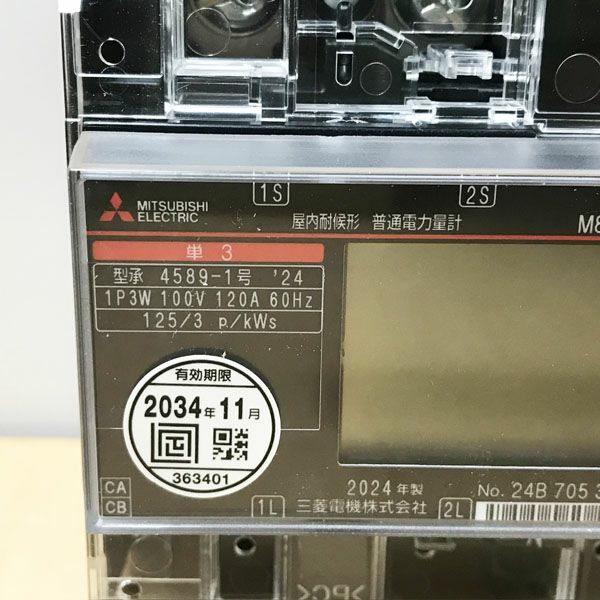 1S
2S
MITSUBISHI
ELECTRIC
屋内耐候形 普通電力量計
M8
単 3
型承 4589-1号 '24
1P3W 100V 120A 60Hz
125/3 p/kWs
有効期限
2034年11月
363401
CA
CB
1L
2024年製
三菱電機株式会社
2L
No. 24B 705 3
>PC<